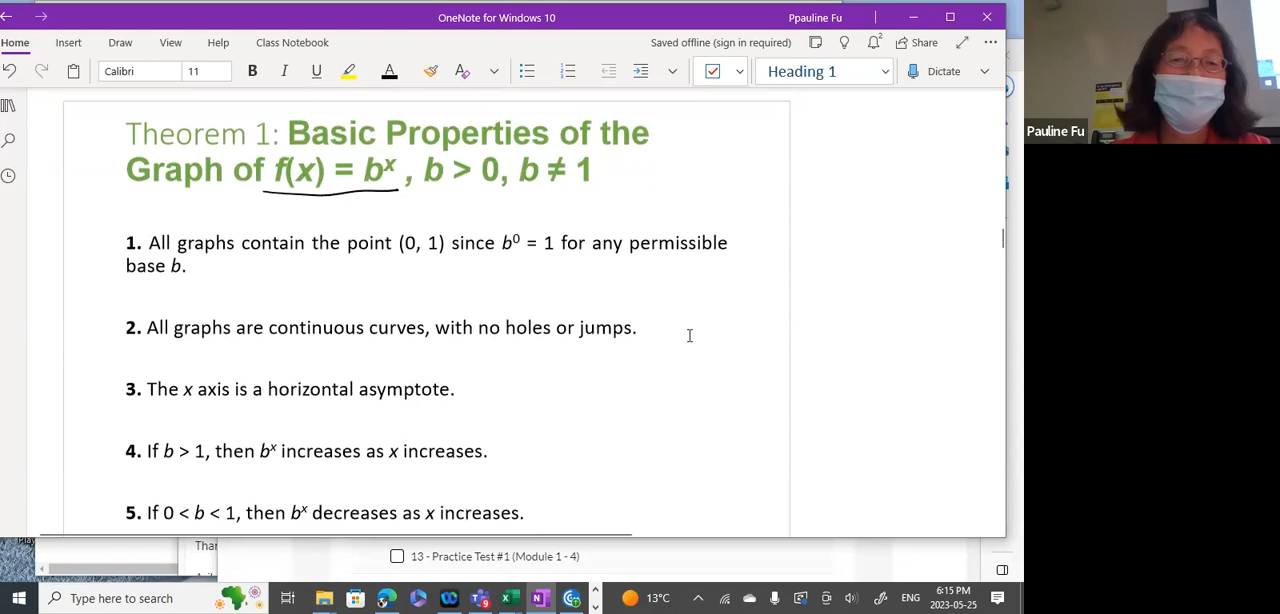 OneNote for Windows 10
Ppauline Fu
Home Insert Draw View Help Class Notebook
Saved offline (sign in required)
2
Share
Calibri 11 B I U A A Heading 1 Dictate
Theorem 1: Basic Properties of the
Graph of f(x) = bˣ , b > 0, b ≠ 1
1. All graphs contain the point (0, 1) since b⁰ = 1 for any permissible
base b.
2. All graphs are continuous curves, with no holes or jumps.
3. The x axis is a horizontal asymptote.
4. If b > 1, then bˣ increases as x increases.
5. If 0 < b < 1, then bˣ decreases as x increases.
Pauline Fu
13 - Practice Test #1 (Module 1 - 4)
Type here to search
13°C
ENG
6:15 PM
2023-05-25